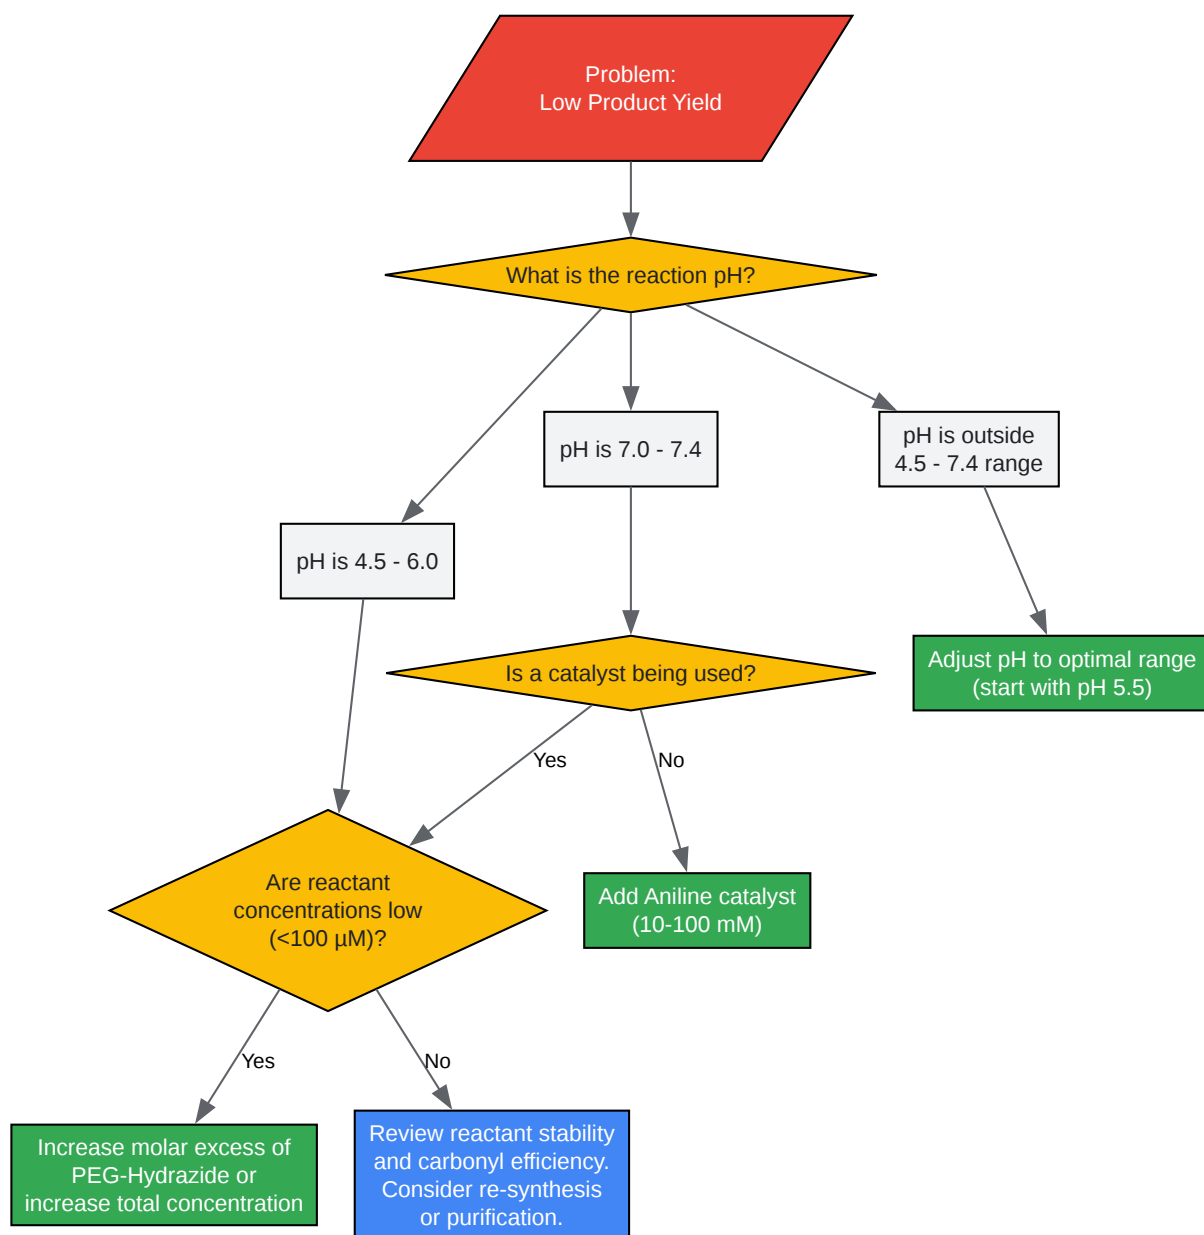 Problem:
Low Product Yield
What is the reaction pH?
pH is 7.0 - 7.4
pH is outside
4.5 - 7.4 range
pH is 4.5 - 6.0
Is a catalyst being used?
Adjust pH to optimal range
(start with pH 5.5)
Yes
No
Are reactant
concentrations low
(<100 µM)?
Add Aniline catalyst
(10-100 mM)
Yes
No
Increase molar excess of
PEG-Hydrazide or
increase total concentration
Review reactant stability
and carbonyl efficiency.
Consider re-synthesis
or purification.